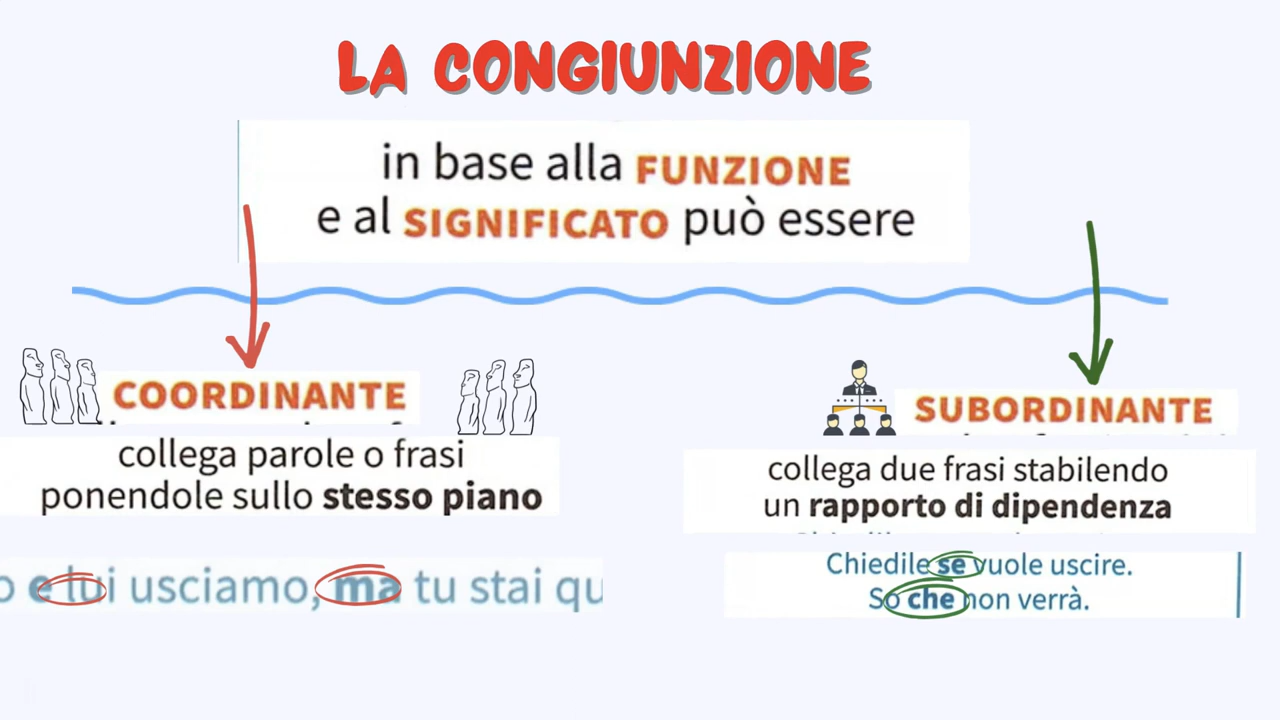 LA CONGIUNZIONE
in base alla FUNZIONE
e al SIGNIFICATO può essere
COORDINANTE
collega parole o frasi
ponendole sullo stesso piano
o e lui usciamo, ma tu stai qu
SUBORDINANTE
collega due frasi stabilendo
un rapporto di dipendenza
Chiedile se vuole uscire.
So che non verrà.